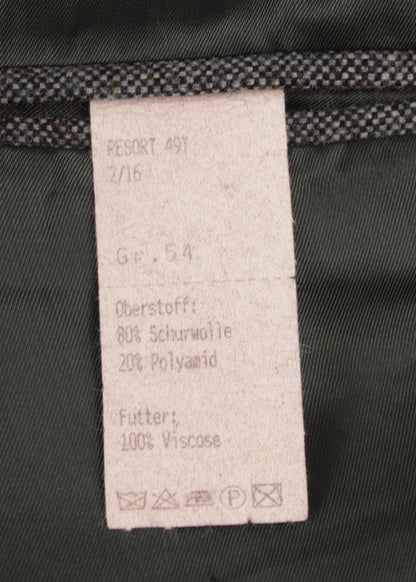 RESORT 49T
2/16
Gr.54
Oberstoff:
80% Schurwolle
20% Polyamid
Futter:
100% Viscose
P